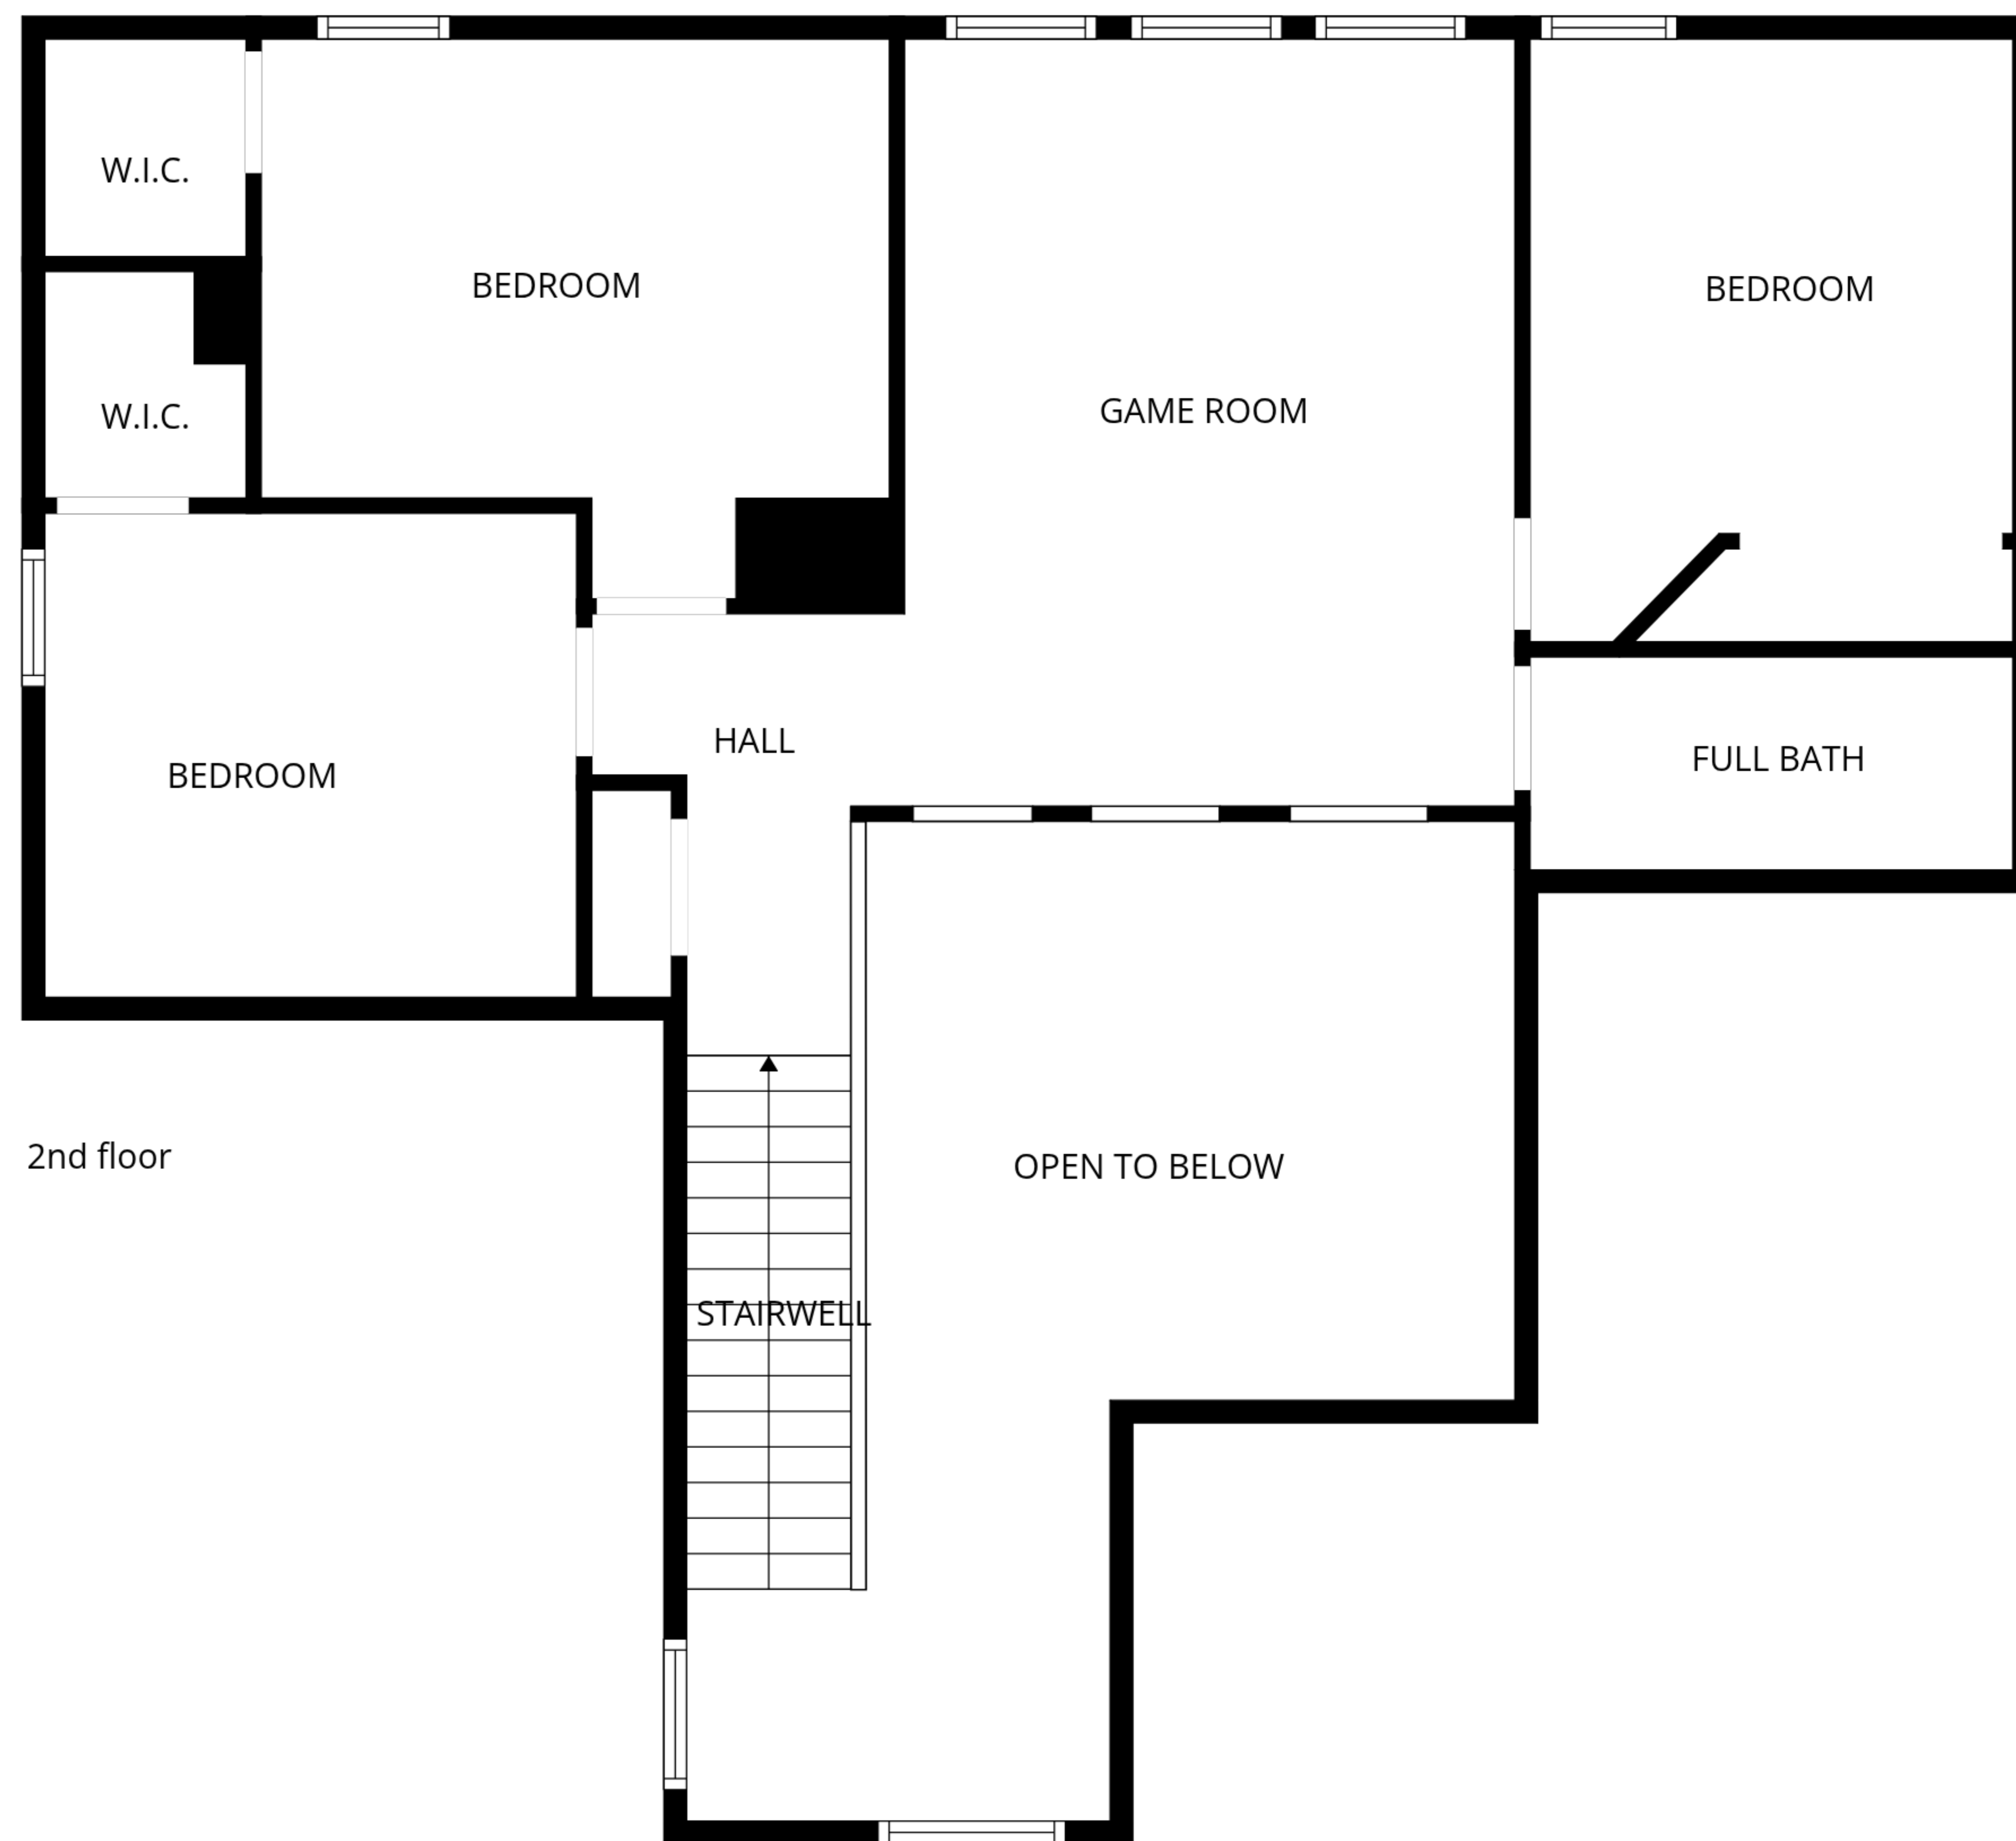 W.I.C.
BEDROOM
BEDROOM
GAME ROOM
W.I.C.
HALL
FULL BATH
BEDROOM
2nd floor
OPEN TO BELOW
STAIRWELL